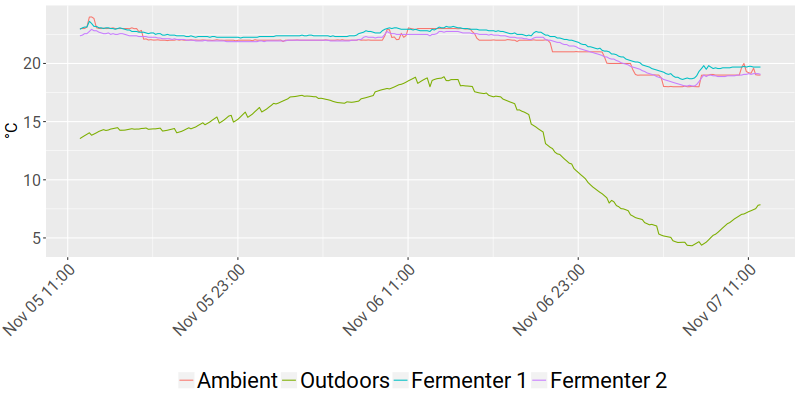 20
15
10
5
°C
Nov 05 11:00
Nov 05 23:00
Nov 06 11:00
Nov 06 23:00
Nov 07 11:00
Ambient Outdoors Fermenter 1 Fermenter 2